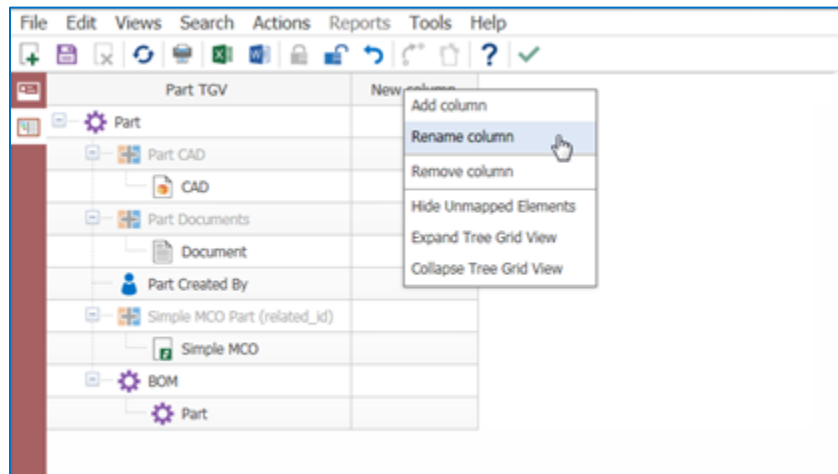 File Edit Views Search Actions Reports Tools Help
Part TGV New column
Part
Part CAD
CAD
Part Documents
Document
Part Created By
Simple MCO Part (related_id)
Simple MCO
BOM
Part
Add column
Rename column
Remove column
Hide Unmapped Elements
Expand Tree Grid View
Collapse Tree Grid View